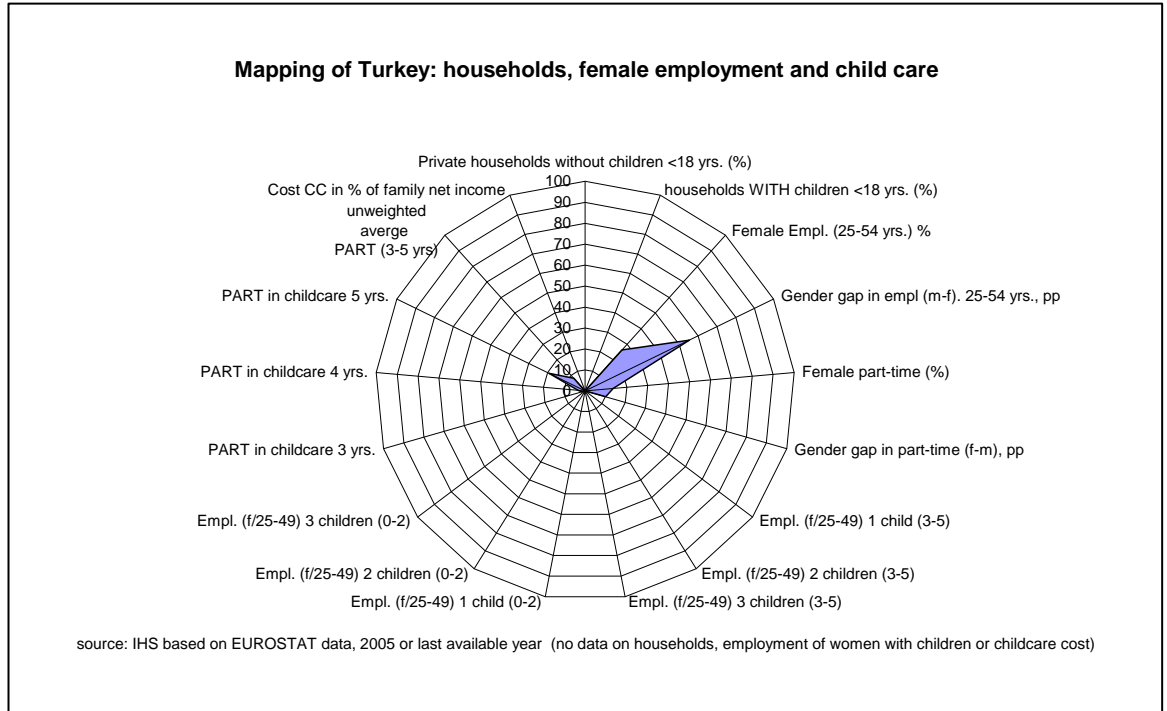 Mapping of Turkey: households, female employment and child care
Private households without children <18 yrs. (%)
households WITH children <18 yrs. (%)
Female Empl. (25-54 yrs.) %
Gender gap in empl (m-f). 25-54 yrs., pp
Female part-time (%)
Gender gap in part-time (f-m), pp
Empl. (f/25-49) 1 child (3-5)
Empl. (f/25-49) 2 children (3-5)
Empl. (f/25-49) 3 children (3-5)
Empl. (f/25-49) 1 child (0-2)
Empl. (f/25-49) 2 children (0-2)
Empl. (f/25-49) 3 children (0-2)
PART in childcare 3 yrs.
PART in childcare 4 yrs.
PART in childcare 5 yrs.
unweighted
averge
PART (3-5 yrs)
Cost CC in % of family net income
100
90
80
70
60
50
40
30
20
10
0
source: IHS based on EUROSTAT data, 2005 or last available year (no data on households, employment of women with children or childcare cost)